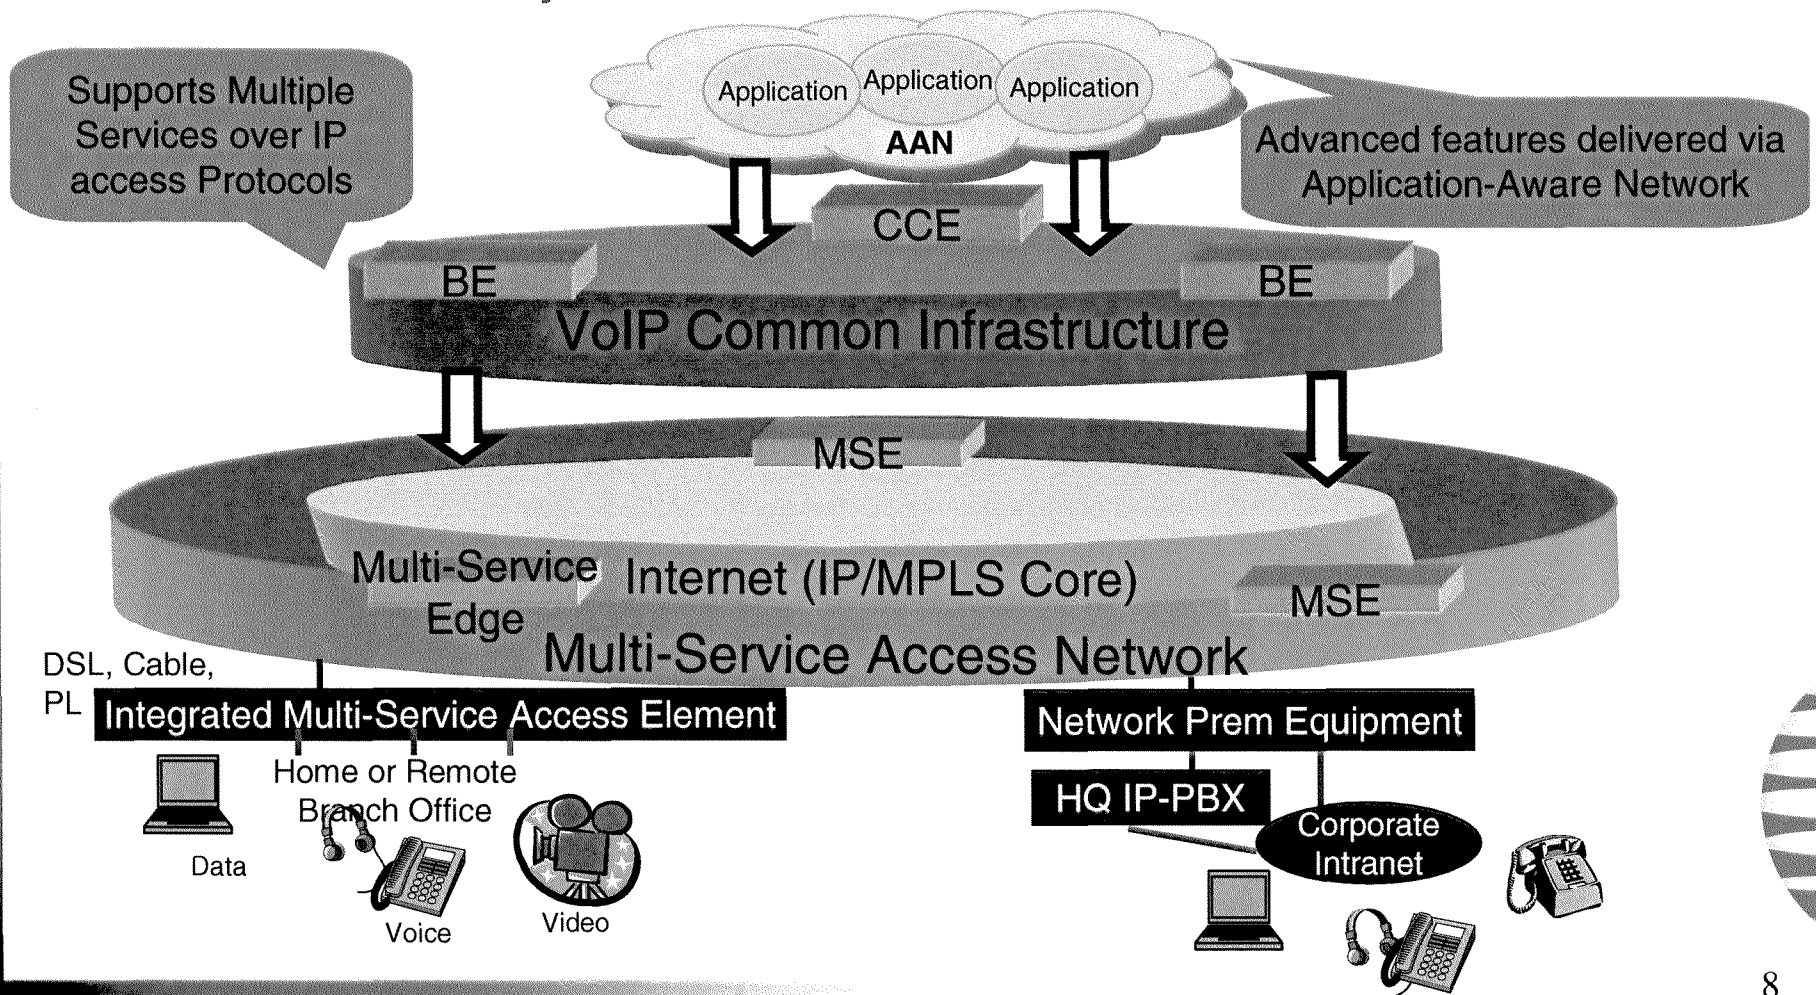 Supports Multiple
Services over IP
access Protocols
Application
Application
Application
AAN
Advanced features delivered via
Application-Aware Network
CCE
BE
BE
VoIP Common Infrastructure
MSE
Multi-Service
Edge
Internet (IP/MPLS Core)
MSE
Multi-Service Access Network
DSL, Cable,
PL
Integrated Multi-Service Access Element
Network Prem Equipment
Home or Remote
Branch Office
HQ IP-PBX
Corporate
Intranet
Data
Voice
Video
8